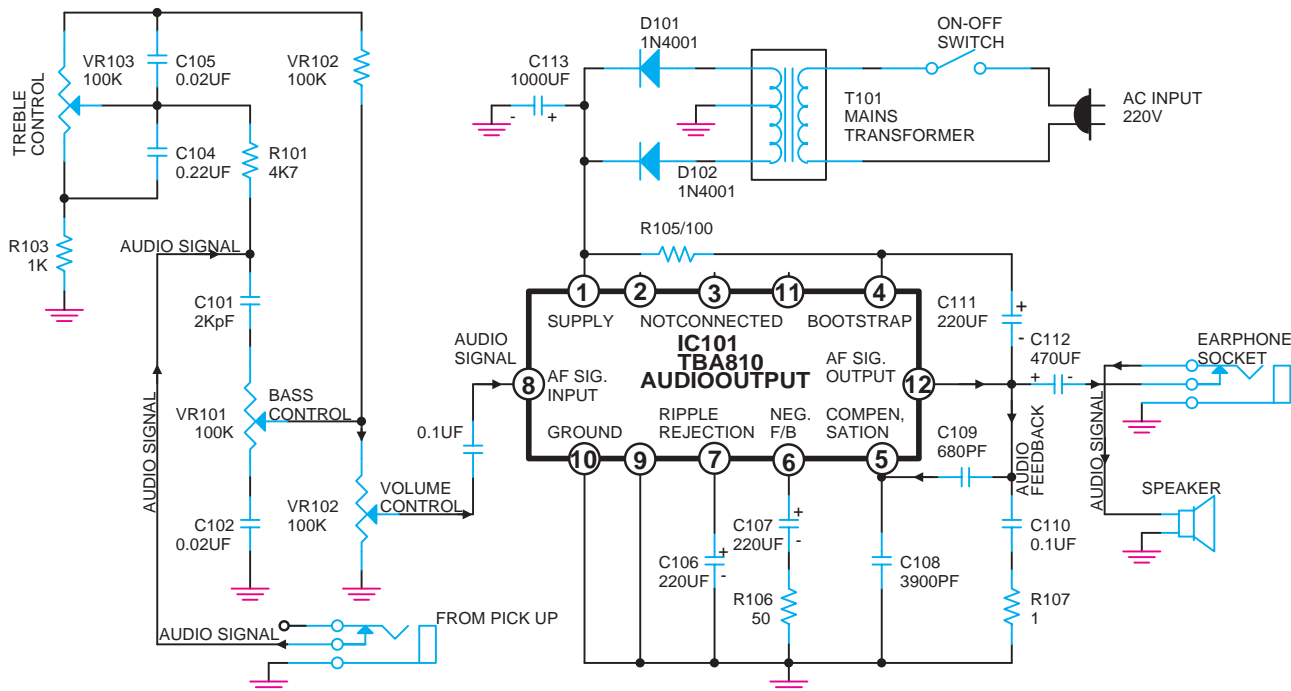 TREBLE
CONTROL
VR103
100K
C105
0.02UF
VR102
100K
C104
0.22UF
R101
4K7
R103
1K
AUDIO SIGNAL
C101
2KpF
VR101
100K
BASS
CONTROL
AUDIO SIGNAL
C102
0.02UF
VR102
100K
VOLUME
CONTROL
0.1UF
AUDIO SIGNAL
FROM PICK UP
C113
1000UF
-
+
D101
1N4001
D102
1N4001
T101
MAINS
TRANSFORMER
ON-OFF
SWITCH
AC INPUT
220V
R105/100
1
2
3
11
4
SUPPLY
NOTCONNECTED
BOOTSTRAP
IC101
TBA810
AUDIOOUTPUT
AUDIO
SIGNAL
8
AF SIG.
INPUT
AF SIG.
OUTPUT
12
GROUND
RIPPLE
REJECTION
NEG.
F/B
COMPEN,
SATION
10
9
7
6
5
C111
220UF
+
-
C112
470UF
+
-
EARPHONE
SOCKET
C109
680PF
AUDIO
FEEDBACK
AUDIO SIGNAL
SPEAKER
C106
220UF
+
-
C107
220UF
+
-
R106
50
C108
3900PF
C110
0.1UF
R107
1